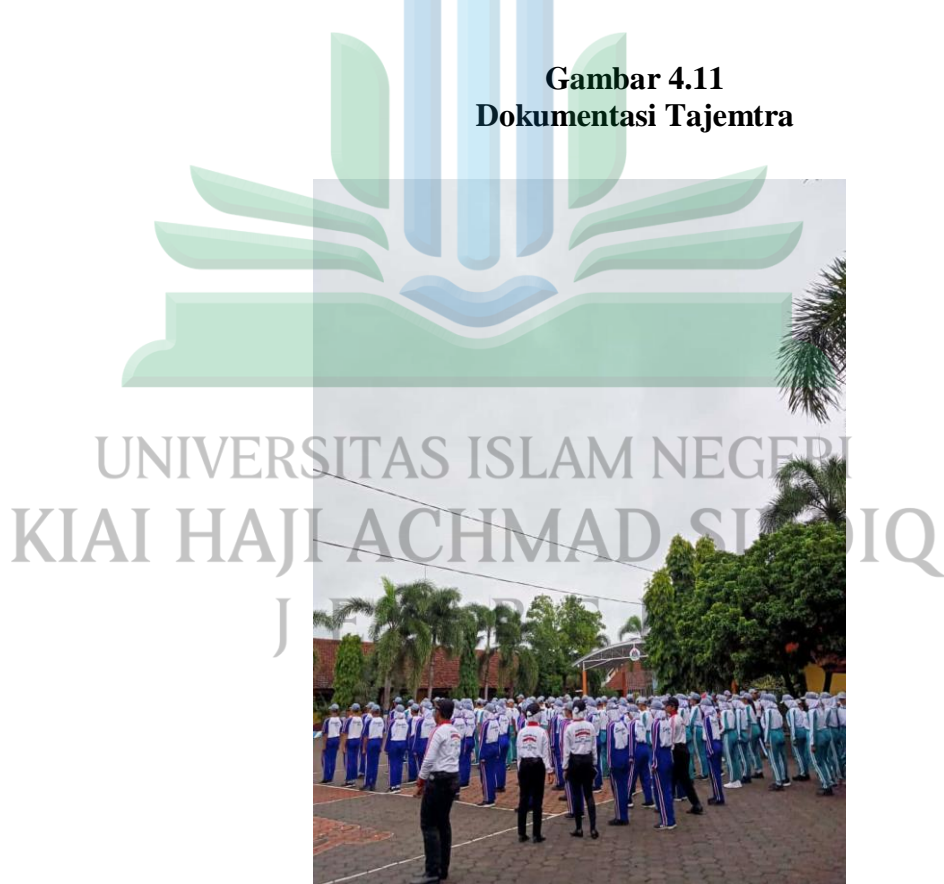 Gambar 4.11
Dokumentasi Tajemtra
UNIVERSITAS ISLAM NEGERI
KIAI HAJI ACHMAD SIDDIQ